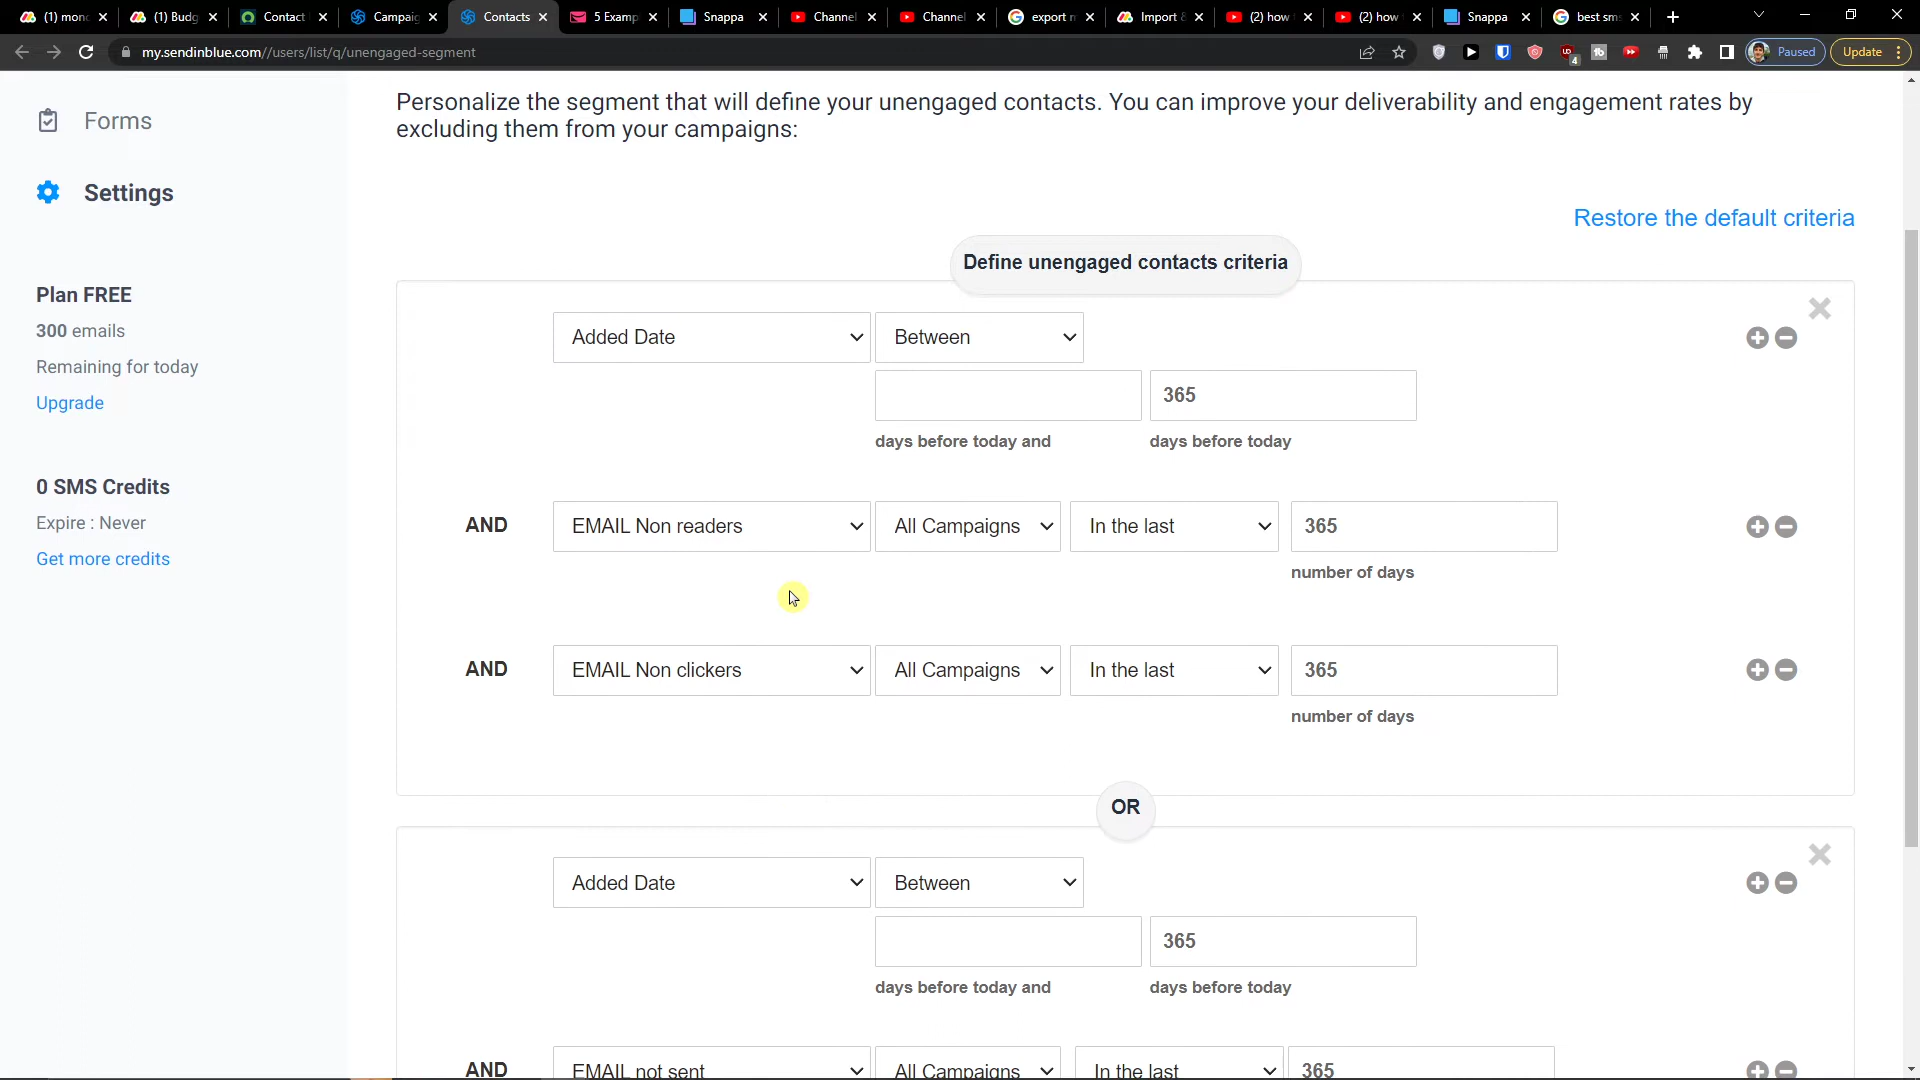 (1) mond
(1) Budg
Contact
Campaig
Contacts
5 Examp
Snappa
Channel
Channel
export m
Import &
(2) how
(2) how
Snappa
best sms
my.sendinblue.com//users/list/q/unengaged-segment
4
Paused
Update
Forms
Settings
Plan FREE
300 emails
Remaining for today
Upgrade
0 SMS Credits
Expire : Never
Get more credits
Personalize the segment that will define your unengaged contacts. You can improve your deliverability and engagement rates by
excluding them from your campaigns:
Restore the default criteria
Define unengaged contacts criteria
Added Date Between
365
days before today and days before today
AND EMAIL Non readers All Campaigns In the last 365
number of days
AND EMAIL Non clickers All Campaigns In the last 365
number of days
OR
Added Date Between
365
days before today and days before today
AND EMAIL not sent All Campaigns In the last 365